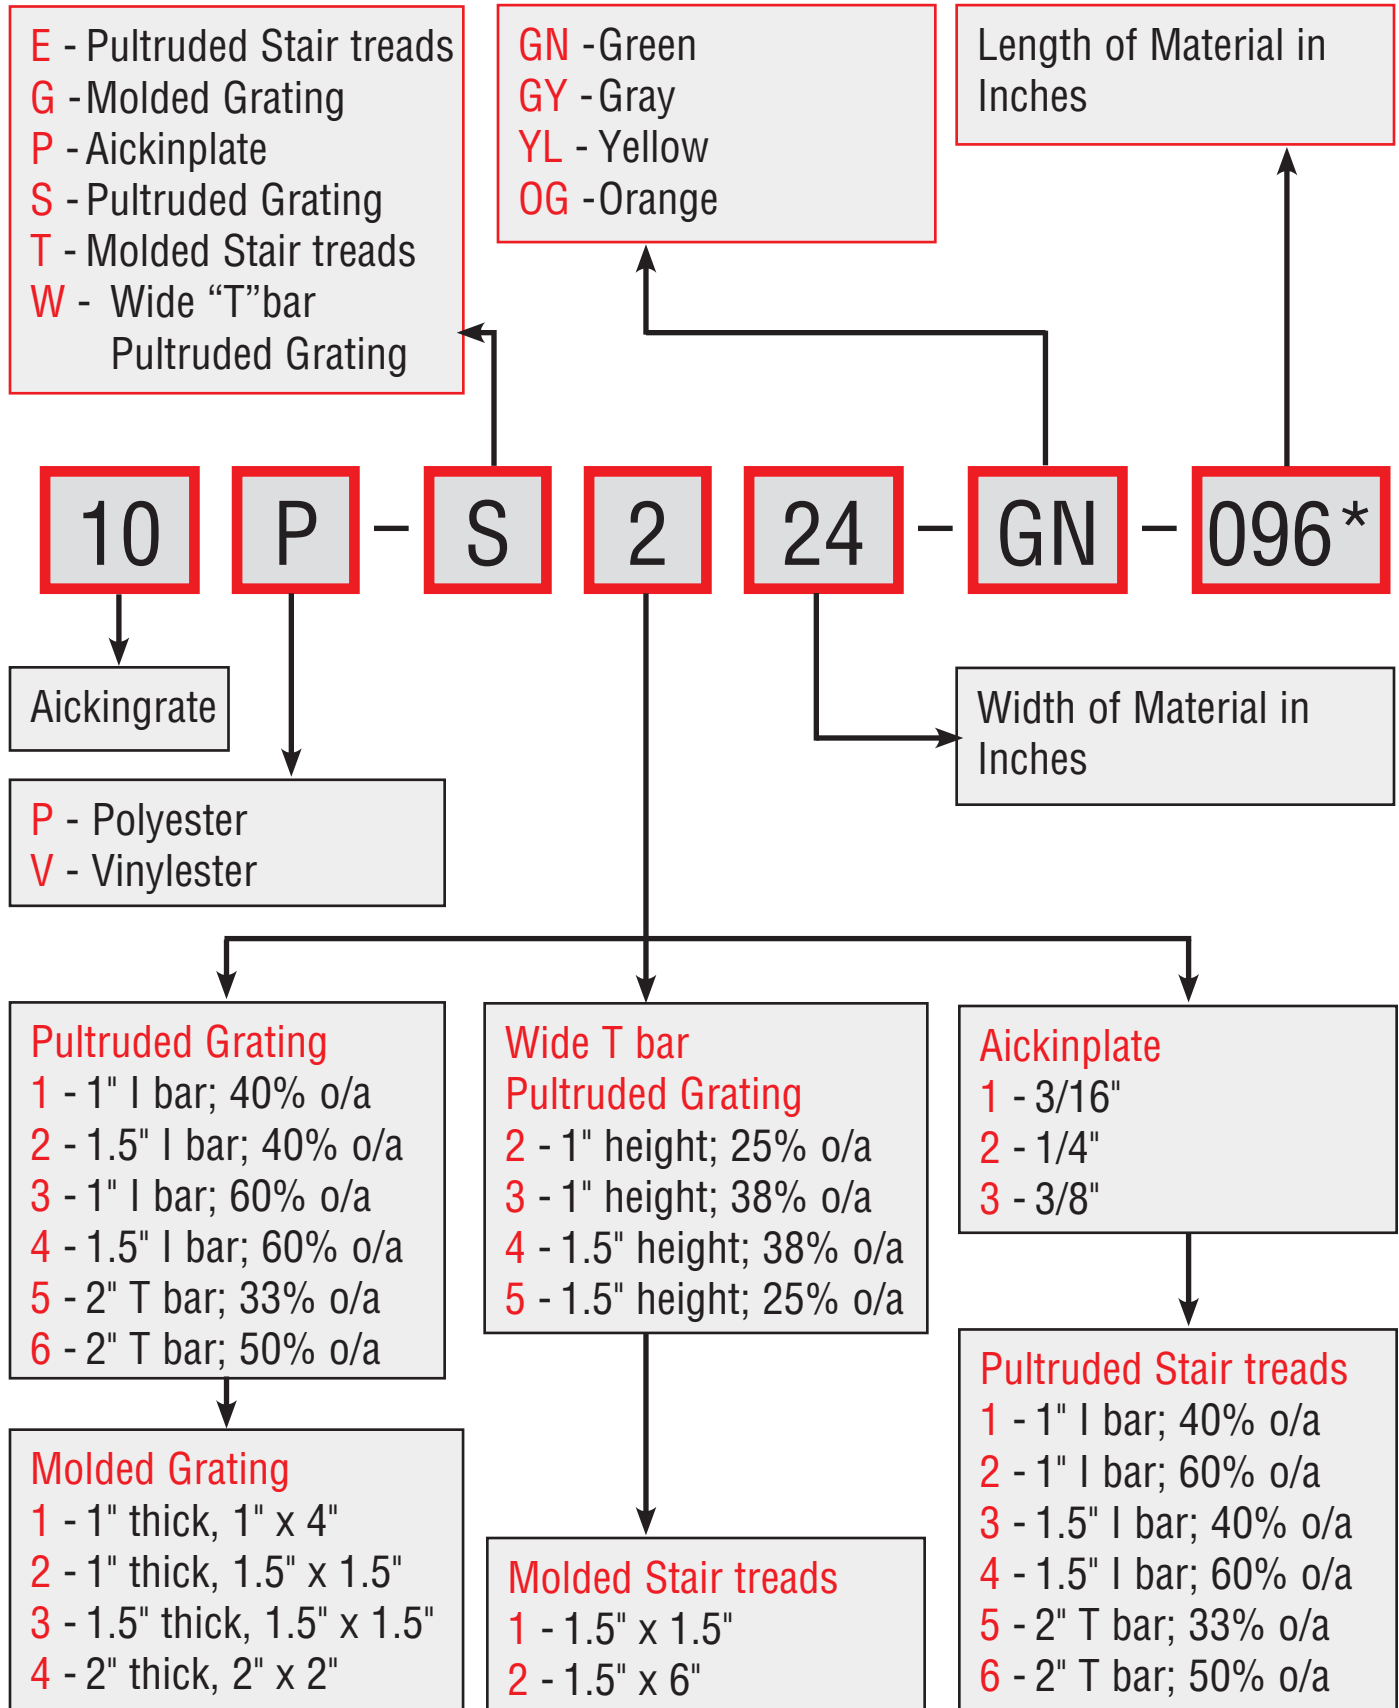 E - Pultruded Stair treads
G - Molded Grating
P - Aickinplate
S - Pultruded Grating
T - Molded Stair treads
W - Wide “T”bar
Pultruded Grating
GN -Green
GY -Gray
YL - Yellow
OG -Orange
Length of Material in
Inches
10 P – S 2 24 – GN – 096*
Aickingrate
Width of Material in
Inches
P - Polyester
V - Vinylester
Pultruded Grating
1 - 1" I bar; 40% o/a
2 - 1.5" I bar; 40% o/a
3 - 1" I bar; 60% o/a
4 - 1.5" I bar; 60% o/a
5 - 2" T bar; 33% o/a
6 - 2" T bar; 50% o/a
Wide T bar
Pultruded Grating
2 - 1" height; 25% o/a
3 - 1" height; 38% o/a
4 - 1.5" height; 38% o/a
5 - 1.5" height; 25% o/a
Aickinplate
1 - 3/16"
2 - 1/4"
3 - 3/8"
Molded Grating
1 - 1" thick, 1" x 4"
2 - 1" thick, 1.5" x 1.5"
3 - 1.5" thick, 1.5" x 1.5"
4 - 2" thick, 2" x 2"
Molded Stair treads
1 - 1.5" x 1.5"
2 - 1.5" x 6"
Pultruded Stair treads
1 - 1" I bar; 40% o/a
2 - 1" I bar; 60% o/a
3 - 1.5" I bar; 40% o/a
4 - 1.5" I bar; 60% o/a
5 - 2" T bar; 33% o/a
6 - 2" T bar; 50% o/a